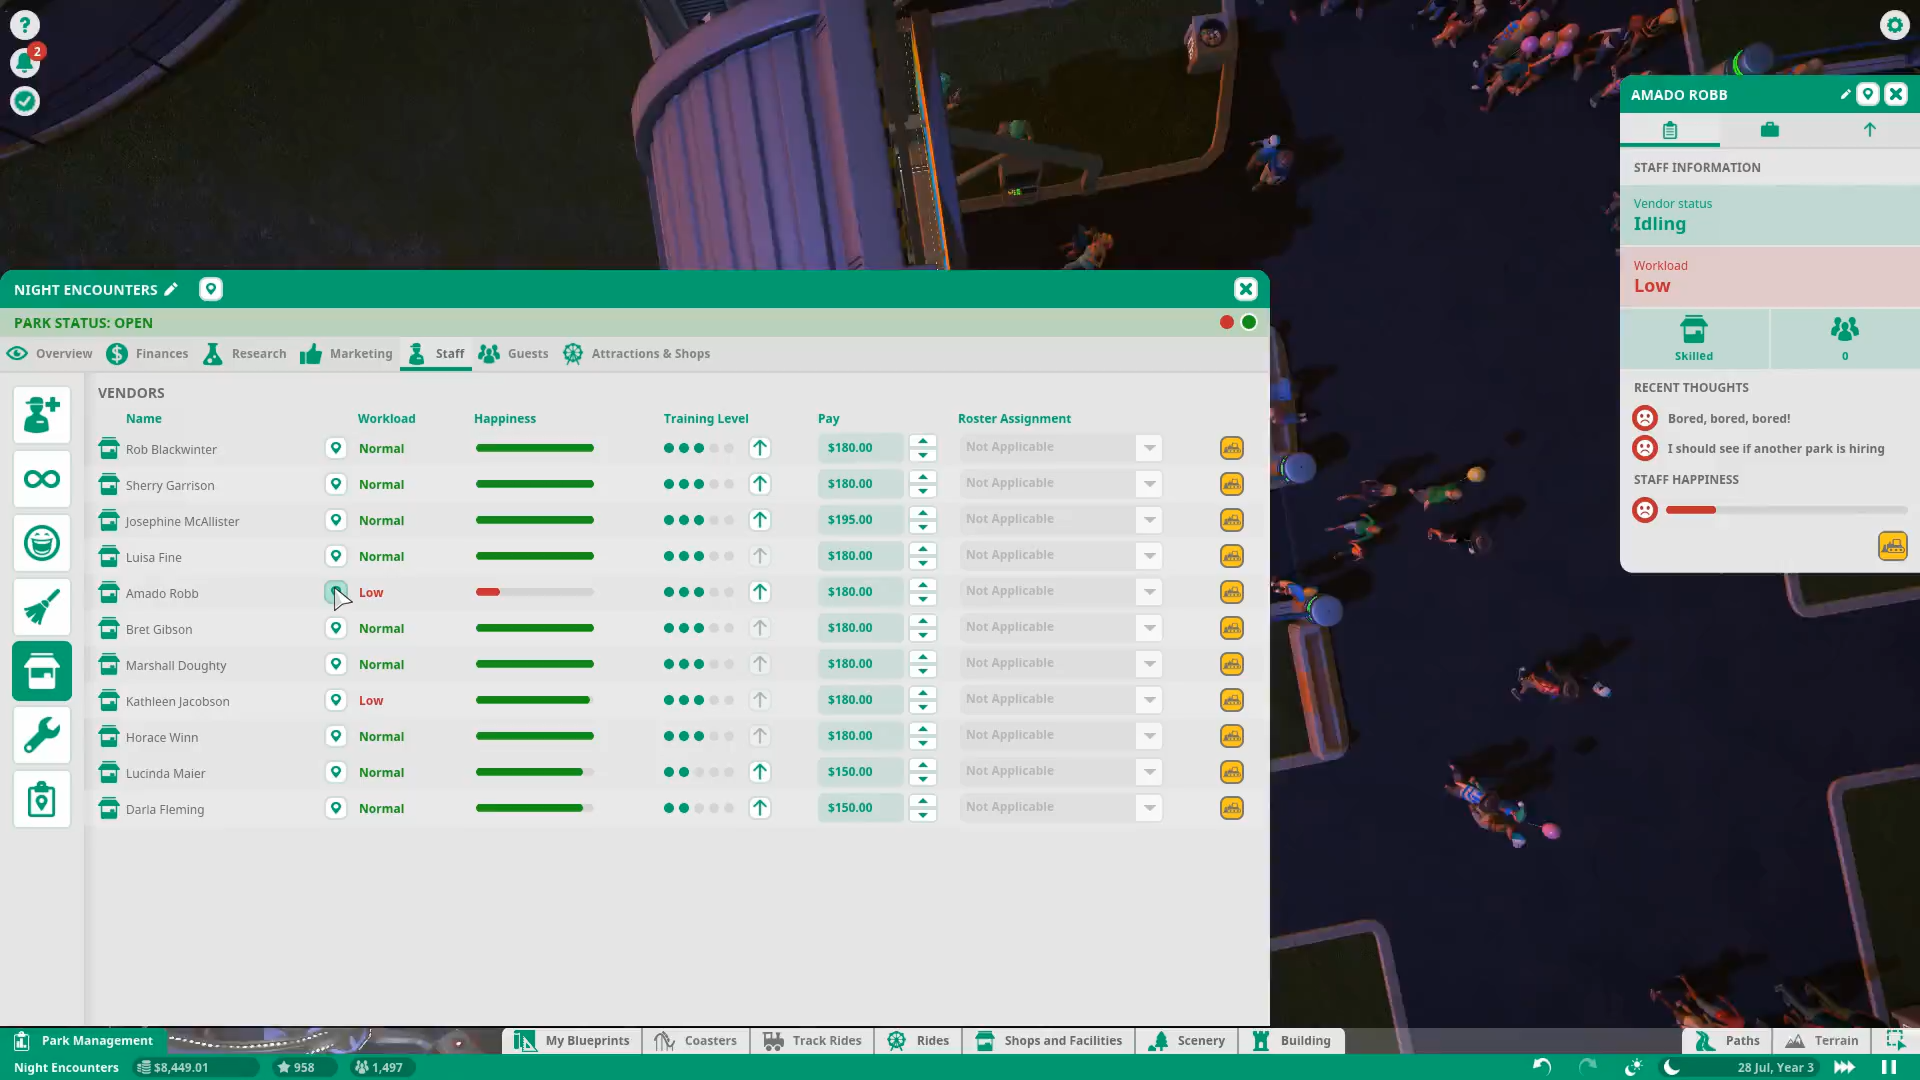 ?
2
AMADO ROBB
STAFF INFORMATION
Vendor status
Idling
Workload
Low
Skilled
0
RECENT THOUGHTS
Bored, bored, bored!
I should see if another park is hiring
STAFF HAPPINESS
NIGHT ENCOUNTERS
PARK STATUS: OPEN
Overview Finances Research Marketing Staff Guests Attractions & Shops
VENDORS
Name Workload Happiness Training Level Pay Roster Assignment
Rob Blackwinter Normal $180.00 Not Applicable
Sherry Garrison Normal $180.00 Not Applicable
Josephine McAllister Normal $195.00 Not Applicable
Luisa Fine Normal $180.00 Not Applicable
Amado Robb Low $180.00 Not Applicable
Bret Gibson Normal $180.00 Not Applicable
Marshall Doughty Normal $180.00 Not Applicable
Kathleen Jacobson Low $180.00 Not Applicable
Horace Winn Normal $180.00 Not Applicable
Lucinda Maier Normal $150.00 Not Applicable
Darla Fleming Normal $150.00 Not Applicable
Park Management My Blueprints Coasters Track Rides Rides Shops and Facilities Scenery Building Paths Terrain
Night Encounters $8,449.01 958 1,497 28 Jul, Year 3